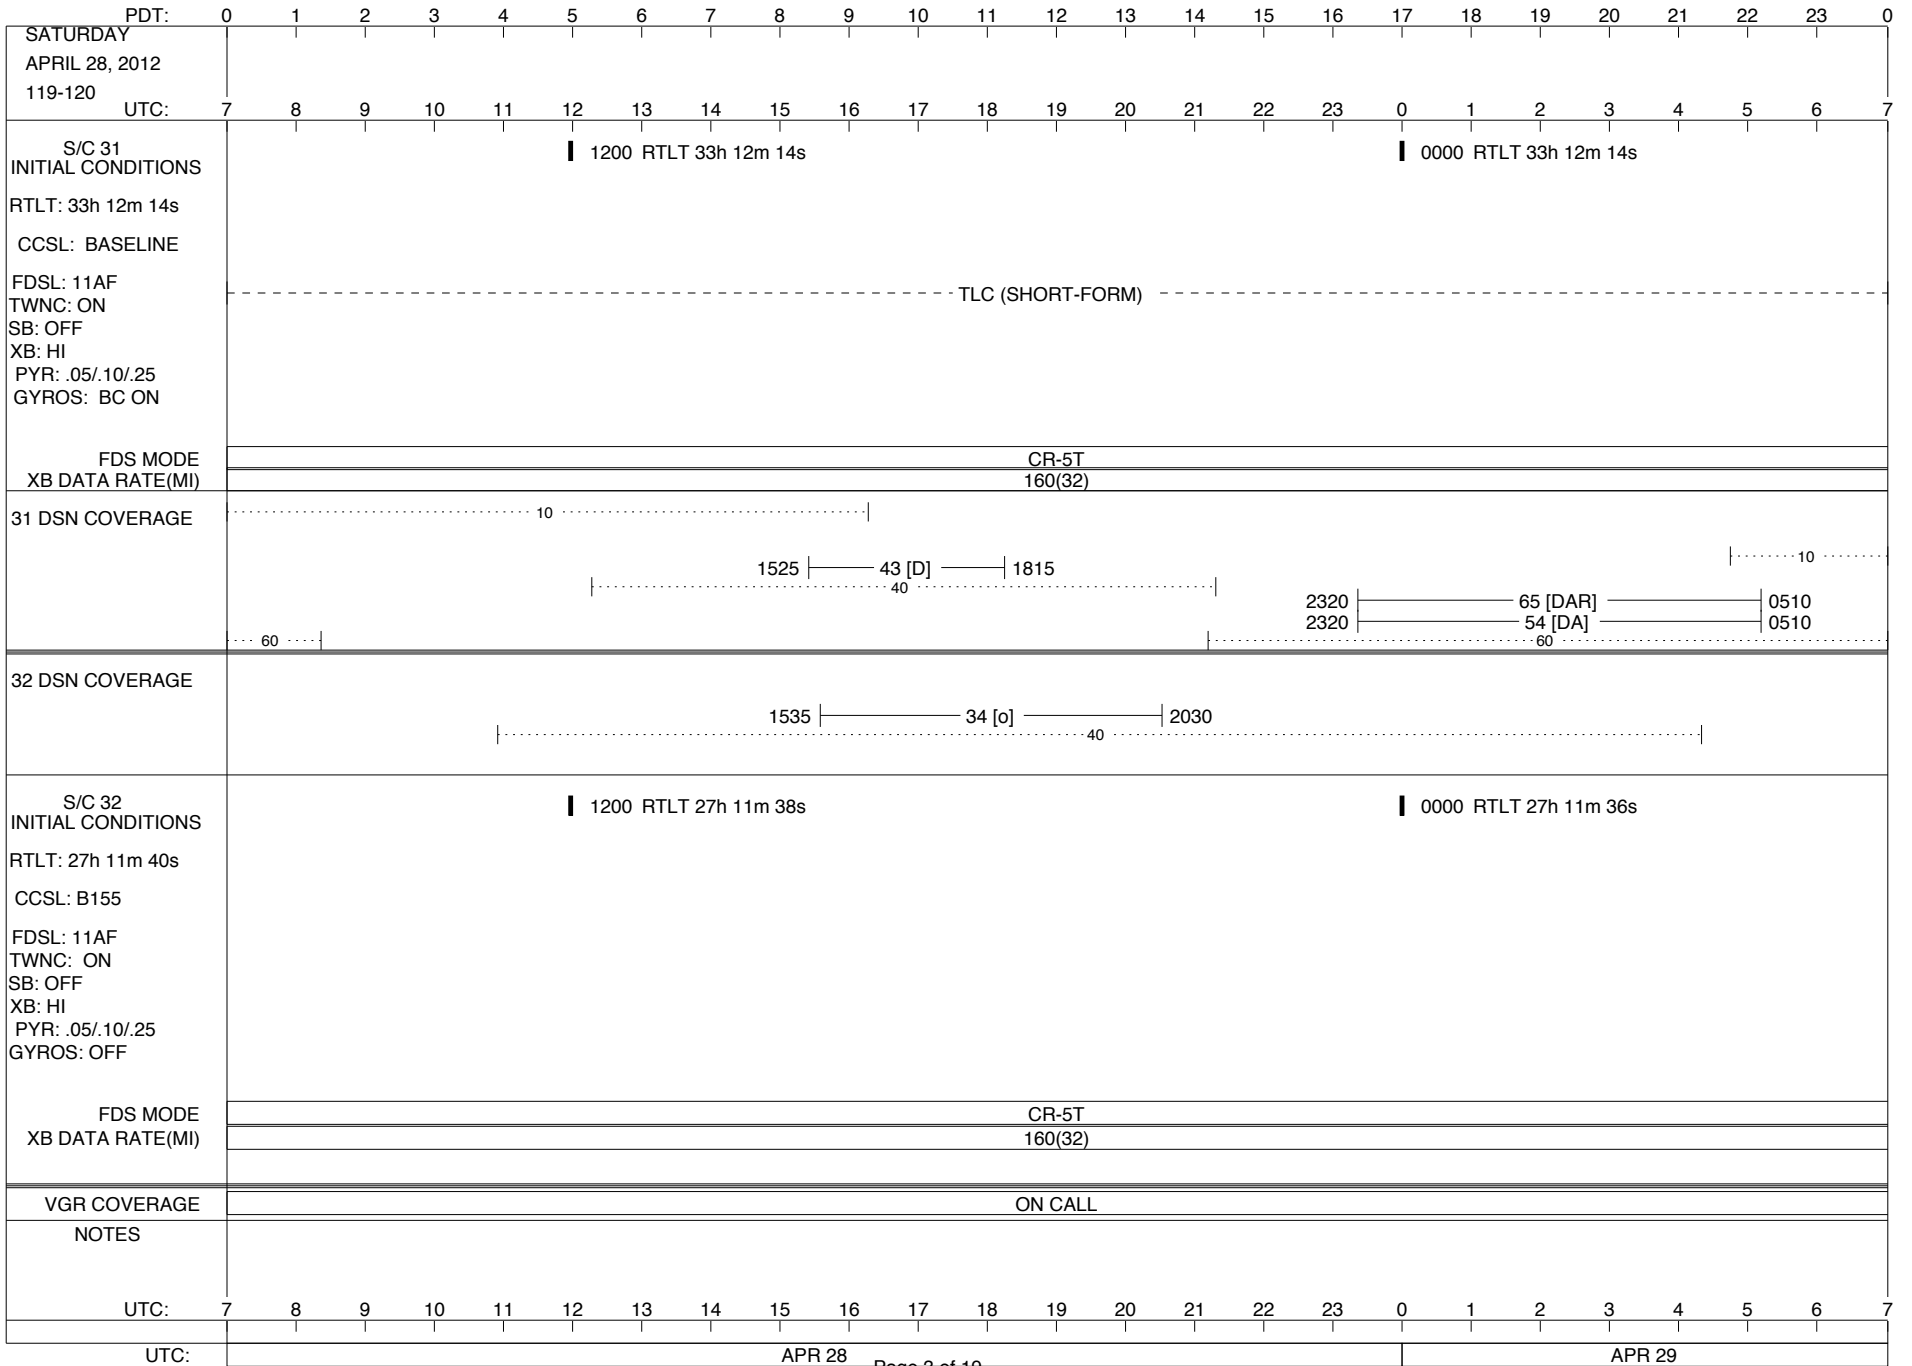 PDT: 0 1 2 3 4 5 6 7 8 9 10 11 12 13 14 15 16 17 18 19 20 21 22 23 0
SATURDAY
APRIL 28, 2012
119-120
UTC: 7 8 9 10 11 12 13 14 15 16 17 18 19 20 21 22 23 0 1 2 3 4 5 6 7
S/C 31
INITIAL CONDITIONS
1200 RTLT 33h 12m 14s
0000 RTLT 33h 12m 14s
RTLT: 33h 12m 14s
CCSL: BASELINE
FDSL: 11AF
TLC (SHORT-FORM)
TWNC: ON
SB: OFF
XB: HI
PYR: .05/.10/.25
GYROS: BC ON
FDS MODE CR-5T
XB DATA RATE(MI) 160(32)
31 DSN COVERAGE
10
10
1525 43 [D] 1815
40
2320 65 [DAR] 0510
2320 54 [DA] 0510
60
60
32 DSN COVERAGE
1535 34 [o] 2030
40
S/C 32
INITIAL CONDITIONS
1200 RTLT 27h 11m 38s
0000 RTLT 27h 11m 36s
RTLT: 27h 11m 40s
CCSL: B155
FDSL: 11AF
TWNC: ON
SB: OFF
XB: HI
PYR: .05/.10/.25
GYROS: OFF
FDS MODE CR-5T
XB DATA RATE(MI) 160(32)
VGR COVERAGE ON CALL
NOTES
UTC: 7 8 9 10 11 12 13 14 15 16 17 18 19 20 21 22 23 0 1 2 3 4 5 6 7
UTC: APR 28 APR 29
Page 3 of 19